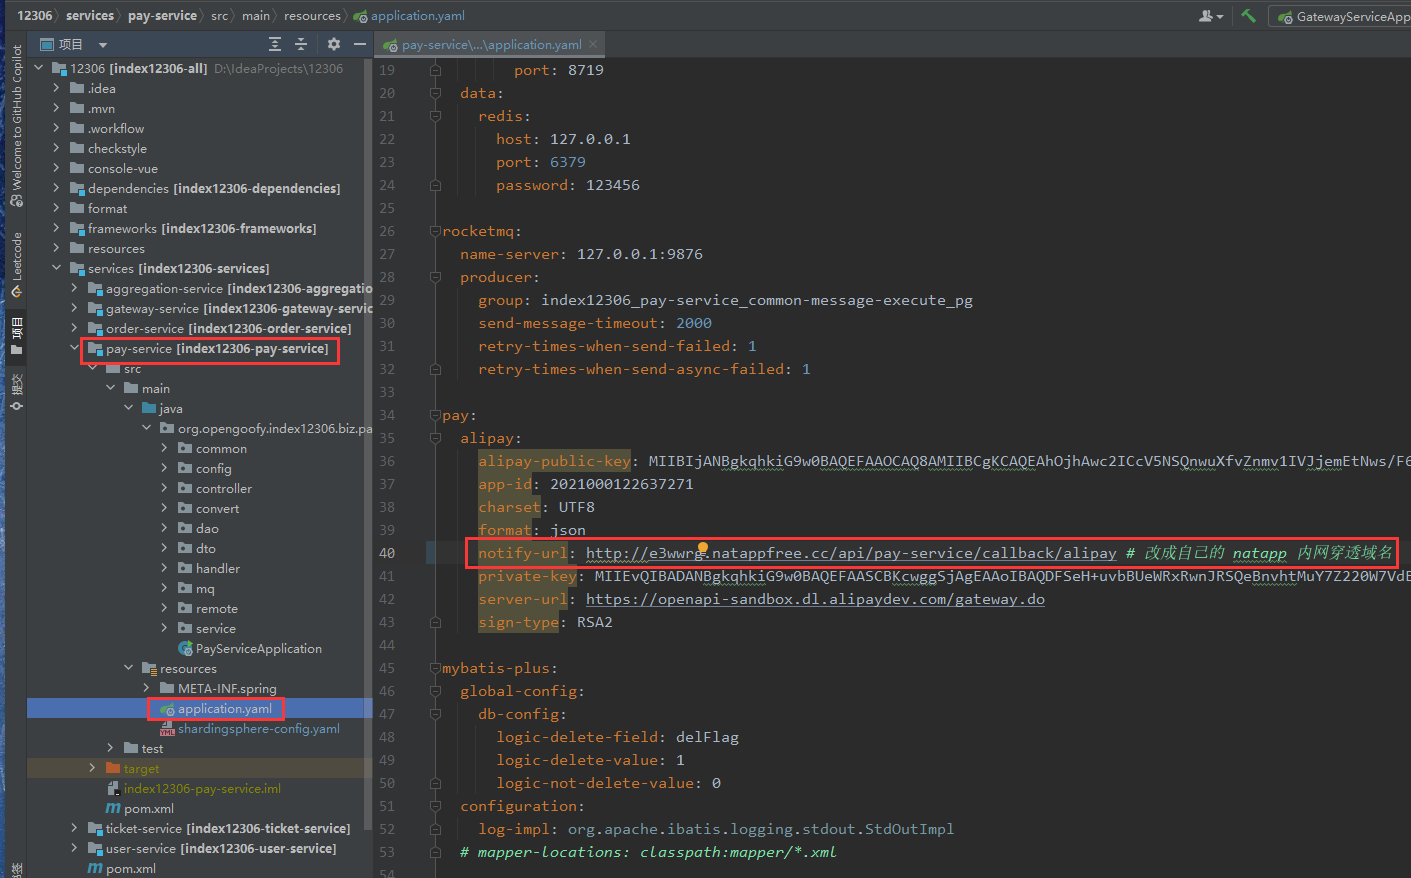 12306 services pay-service src main resources application.yaml GatewayServiceApp
Welcome to GitHub Copilot
Leetcode
项目
提交
项目
12306 [index12306-all] D:\IdeaProjects\12306
.idea
.mvn
.workflow
checkstyle
console-vue
dependencies [index12306-dependencies]
format
frameworks [index12306-frameworks]
resources
services [index12306-services]
aggregation-service [index12306-aggregatio
gateway-service [index12306-gateway-servic
order-service [index12306-order-service]
pay-service [index12306-pay-service]
src
main
java
org.opengoofy.index12306.biz.pa
common
config
controller
convert
dao
dto
handler
mq
remote
service
PayServiceApplication
resources
META-INF.spring
application.yaml
shardingsphere-config.yaml
test
target
index12306-pay-service.iml
pom.xml
ticket-service [index12306-ticket-service]
user-service [index12306-user-service]
pom.xml
pay-service\...\application.yaml
19 port: 8719
20 data:
21 redis:
22 host: 127.0.0.1
23 port: 6379
24 password: 123456
25
26 rocketmq:
27 name-server: 127.0.0.1:9876
28 producer:
29 group: index12306_pay-service_common-message-execute_pg
30 send-message-timeout: 2000
31 retry-times-when-send-failed: 1
32 retry-times-when-send-async-failed: 1
33
34 pay:
35 alipay:
36 alipay-public-key: MIIBIjANBgkqhkiG9w0BAQEFAAOCAQ8AMIIBCgKCAQEAhOjhAwc2ICcV5NSQnwuXfvZnmv1IVJjemEtNws/F6
37 app-id: 2021000122637271
38 charset: UTF8
39 format: json
40 notify-url: http://e3wwrg.natappfree.cc/api/pay-service/callback/alipay # 改成自己的 natapp 内网穿透域名
41 private-key: MIIEvQIBADANBgkqhkiG9w0BAQEFAASCBKcwggSjAgEAAoIBAQDFSeH+uvbBUeWRxRwnJRSQeBnvhtMuY7Z220W7VdE
42 server-url: https://openapi-sandbox.dl.alipaydev.com/gateway.do
43 sign-type: RSA2
44
45 mybatis-plus:
46 global-config:
47 db-config:
48 logic-delete-field: delFlag
49 logic-delete-value: 1
50 logic-not-delete-value: 0
51 configuration:
52 log-impl: org.apache.ibatis.logging.stdout.StdOutImpl
53 # mapper-locations: classpath:mapper/*.xml
54